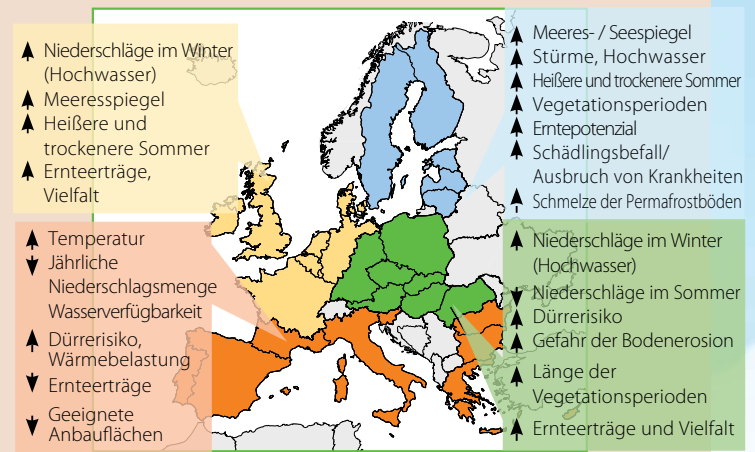 Niederschläge im Winter
(Hochwasser)
Meeresspiegel
Heißere und
trockenere Sommer
Ernteerträge,
Vielfalt
Meeres- / Seespiegel
Stürme, Hochwasser
Heißere und trockenere Sommer
Vegetationsperioden
Erntepotenzial
Schädlingsbefall/
Ausbruch von Krankheiten
Schmelze der Permafrostböden
Temperatur
Jährliche
Niederschlagsmenge
Wasserverfügbarkeit
Dürrerisiko,
Wärmebelastung
Ernteerträge
Geeignete
Anbauflächen
Niederschläge im Winter
(Hochwasser)
Niederschläge im Sommer
Dürrerisiko
Gefahr der Bodenerosion
Länge der
Vegetationsperioden
Ernteerträge und Vielfalt